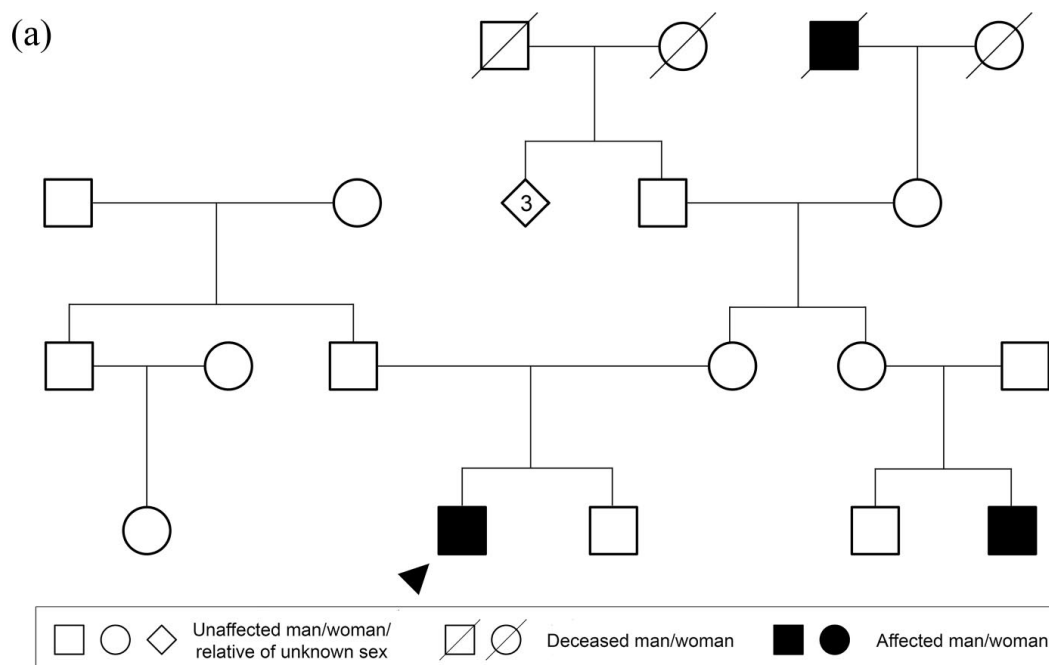 (a)
3
Unaffected man/woman/
relative of unknown sex
Deceased man/woman
Affected man/woman